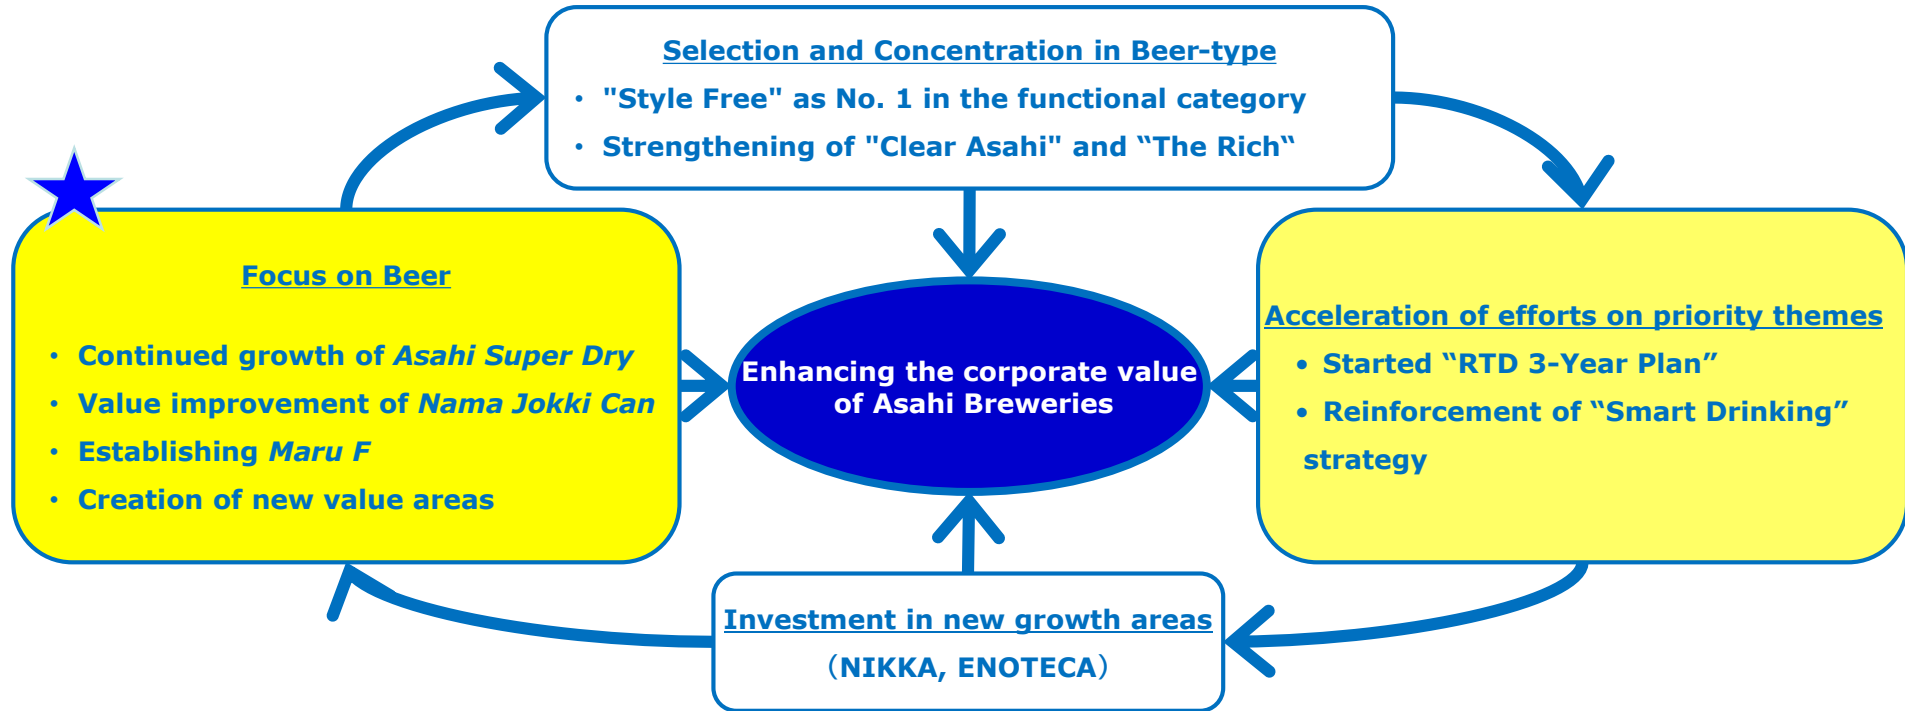 Selection and Concentration in Beer-type
・ "Style Free" as No. 1 in the functional category
・ Strengthening of "Clear Asahi" and “The Rich“
Focus on Beer
・ Continued growth of Asahi Super Dry
・ Value improvement of Nama Jokki Can
・ Establishing Maru F
・ Creation of new value areas
Enhancing the corporate value
of Asahi Breweries
Acceleration of efforts on priority themes
• Started “RTD 3-Year Plan”
• Reinforcement of “Smart Drinking”
strategy
Investment in new growth areas
（NIKKA, ENOTECA）